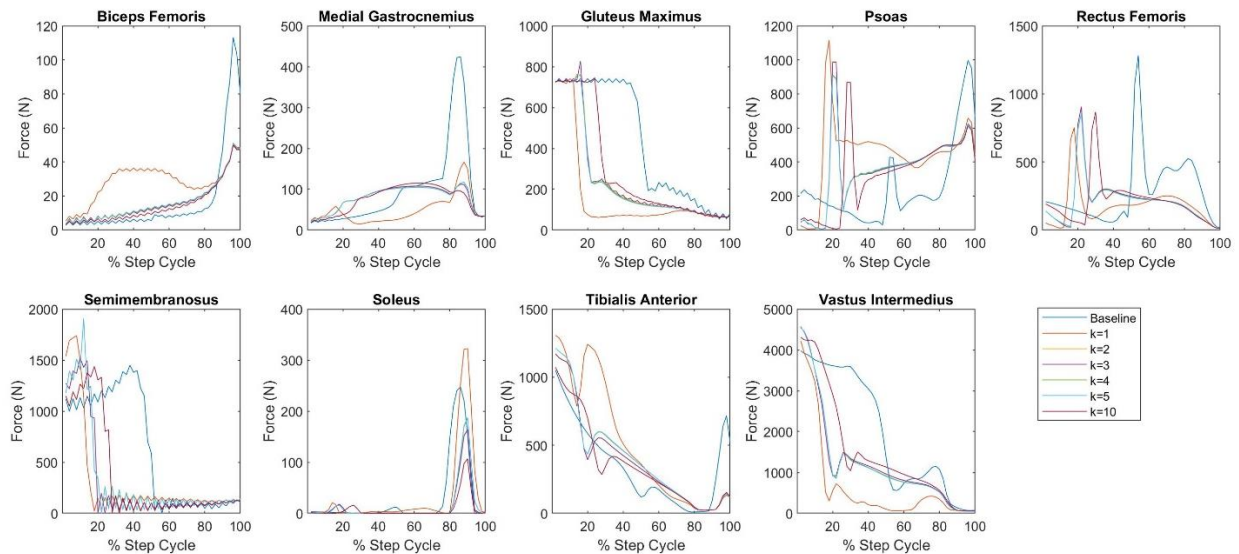 Biceps Femoris
Force (N)
120
100
80
60
40
20
0
20 40 60 80 100
% Step Cycle
Medial Gastrocnemius
Force (N)
500
400
300
200
100
0
20 40 60 80 100
% Step Cycle
Gluteus Maximus
Force (N)
1000
800
600
400
200
0
20 40 60 80 100
% Step Cycle
Psoas
Force (N)
1200
1000
800
600
400
200
0
20 40 60 80 100
% Step Cycle
Rectus Femoris
Force (N)
1500
1000
500
0
20 40 60 80 100
% Step Cycle
Semimembranosus
Force (N)
2000
1500
1000
500
0
20 40 60 80 100
% Step Cycle
Soleus
Force (N)
400
300
200
100
0
20 40 60 80 100
% Step Cycle
Tibialis Anterior
Force (N)
1500
1000
500
0
20 40 60 80 100
% Step Cycle
Vastus Intermedius
Force (N)
5000
4000
3000
2000
1000
0
20 40 60 80 100
% Step Cycle
Baseline
k=1
k=2
k=3
k=4
k=5
k=10